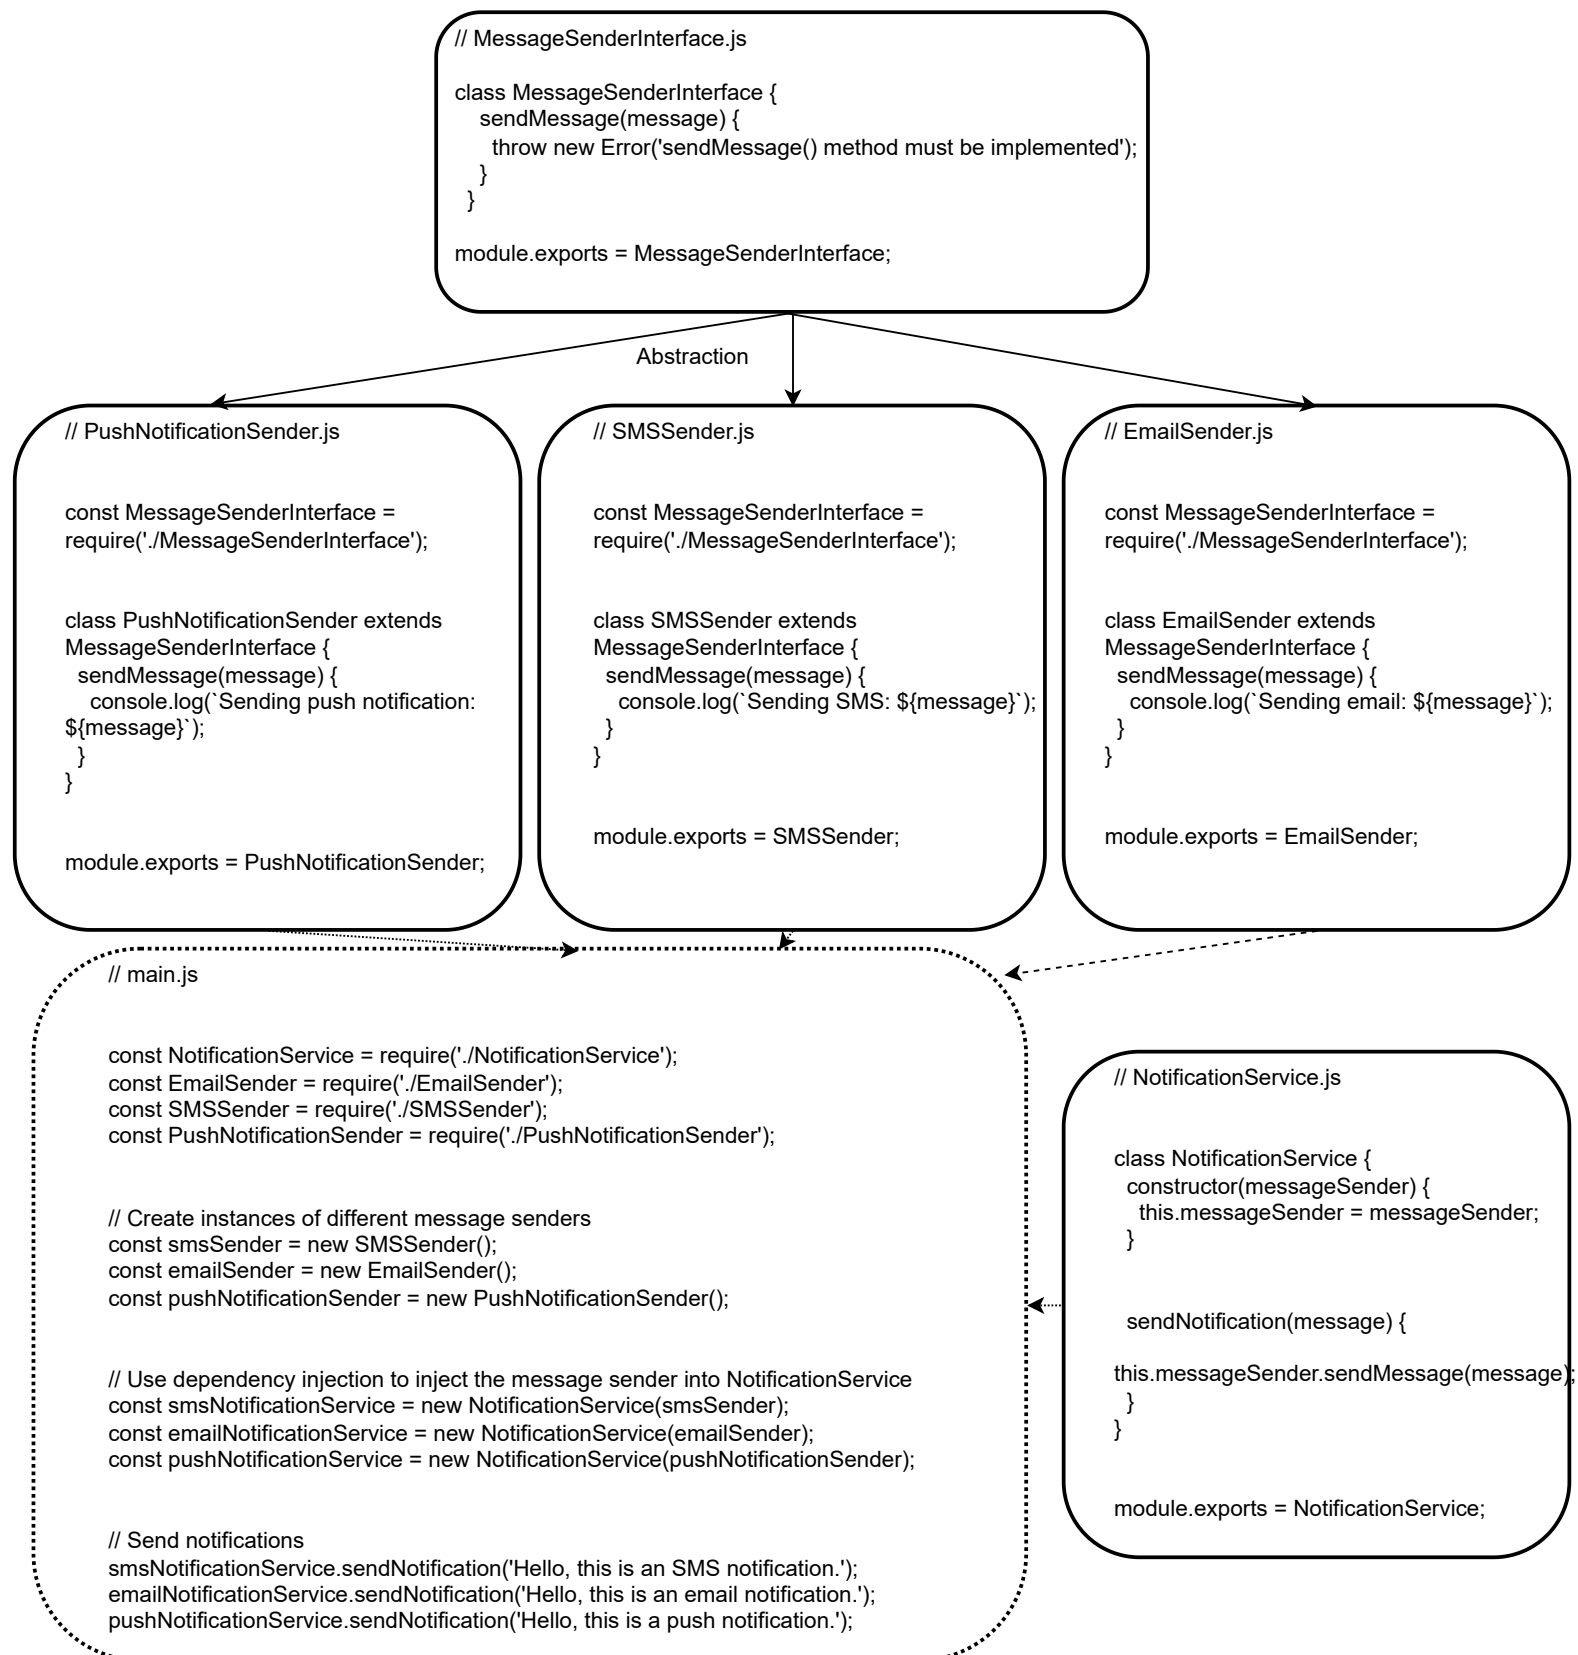 // MessageSenderInterface.js
class MessageSenderInterface {
sendMessage(message) {
throw new Error('sendMessage() method must be implemented');
}
}
module.exports = MessageSenderInterface;
Abstraction
// PushNotificationSender.js
const MessageSenderInterface =
require('./MessageSenderInterface');
class PushNotificationSender extends
MessageSenderInterface {
sendMessage(message) {
console.log(`Sending push notification:
${message}`);
}
}
module.exports = PushNotificationSender;
// SMSSender.js
const MessageSenderInterface =
require('./MessageSenderInterface');
class SMSSender extends
MessageSenderInterface {
sendMessage(message) {
console.log(`Sending SMS: ${message}`);
}
}
module.exports = SMSSender;
// EmailSender.js
const MessageSenderInterface =
require('./MessageSenderInterface');
class EmailSender extends
MessageSenderInterface {
sendMessage(message) {
console.log(`Sending email: ${message}`);
}
}
module.exports = EmailSender;
// main.js
const NotificationService = require('./NotificationService');
const EmailSender = require('./EmailSender');
const SMSSender = require('./SMSSender');
const PushNotificationSender = require('./PushNotificationSender');
// Create instances of different message senders
const smsSender = new SMSSender();
const emailSender = new EmailSender();
const pushNotificationSender = new PushNotificationSender();
// Use dependency injection to inject the message sender into NotificationService
const smsNotificationService = new NotificationService(smsSender);
const emailNotificationService = new NotificationService(emailSender);
const pushNotificationService = new NotificationService(pushNotificationSender);
// Send notifications
smsNotificationService.sendNotification('Hello, this is an SMS notification.');
emailNotificationService.sendNotification('Hello, this is an email notification.');
pushNotificationService.sendNotification('Hello, this is a push notification.');
// NotificationService.js
class NotificationService {
constructor(messageSender) {
this.messageSender = messageSender;
}
sendNotification(message) {
this.messageSender.sendMessage(message);
}
}
module.exports = NotificationService;